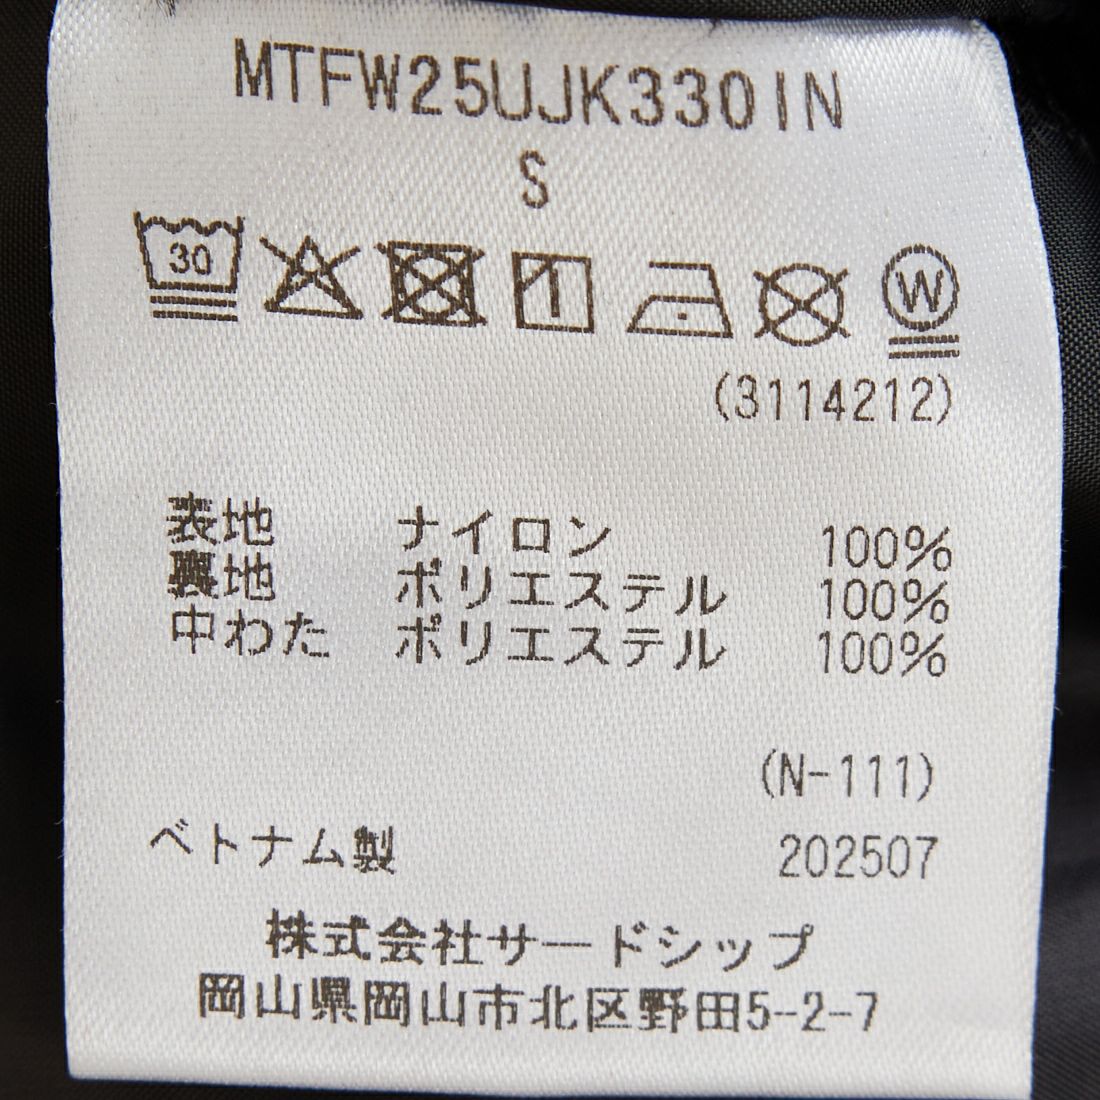 MTFW25UJK330IN
S
30
W
(3114212)
表地 ナイロン 100%
裏地 ポリエステル 100%
中わた ポリエステル 100%
(N-111)
ベトナム製 202507
株式会社サードシップ
岡山県岡山市北区野田5-2-7